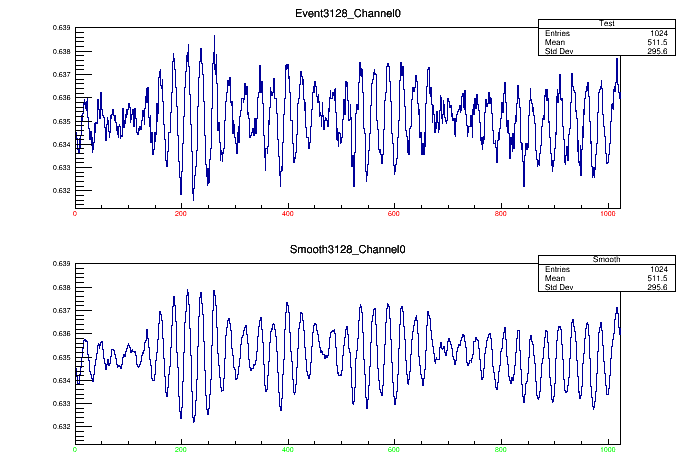 Event3128_Channel0
Test
Entries 1024
Mean 511.5
Std Dev 295.6
0.639
0.638
0.637
0.636
0.635
0.634
0.633
0.632
0 200 400 600 800 1000
Smooth3128_Channel0
Smooth
Entries 1024
Mean 511.5
Std Dev 295.6
0.639
0.638
0.637
0.636
0.635
0.634
0.633
0.632
0 200 400 600 800 1000